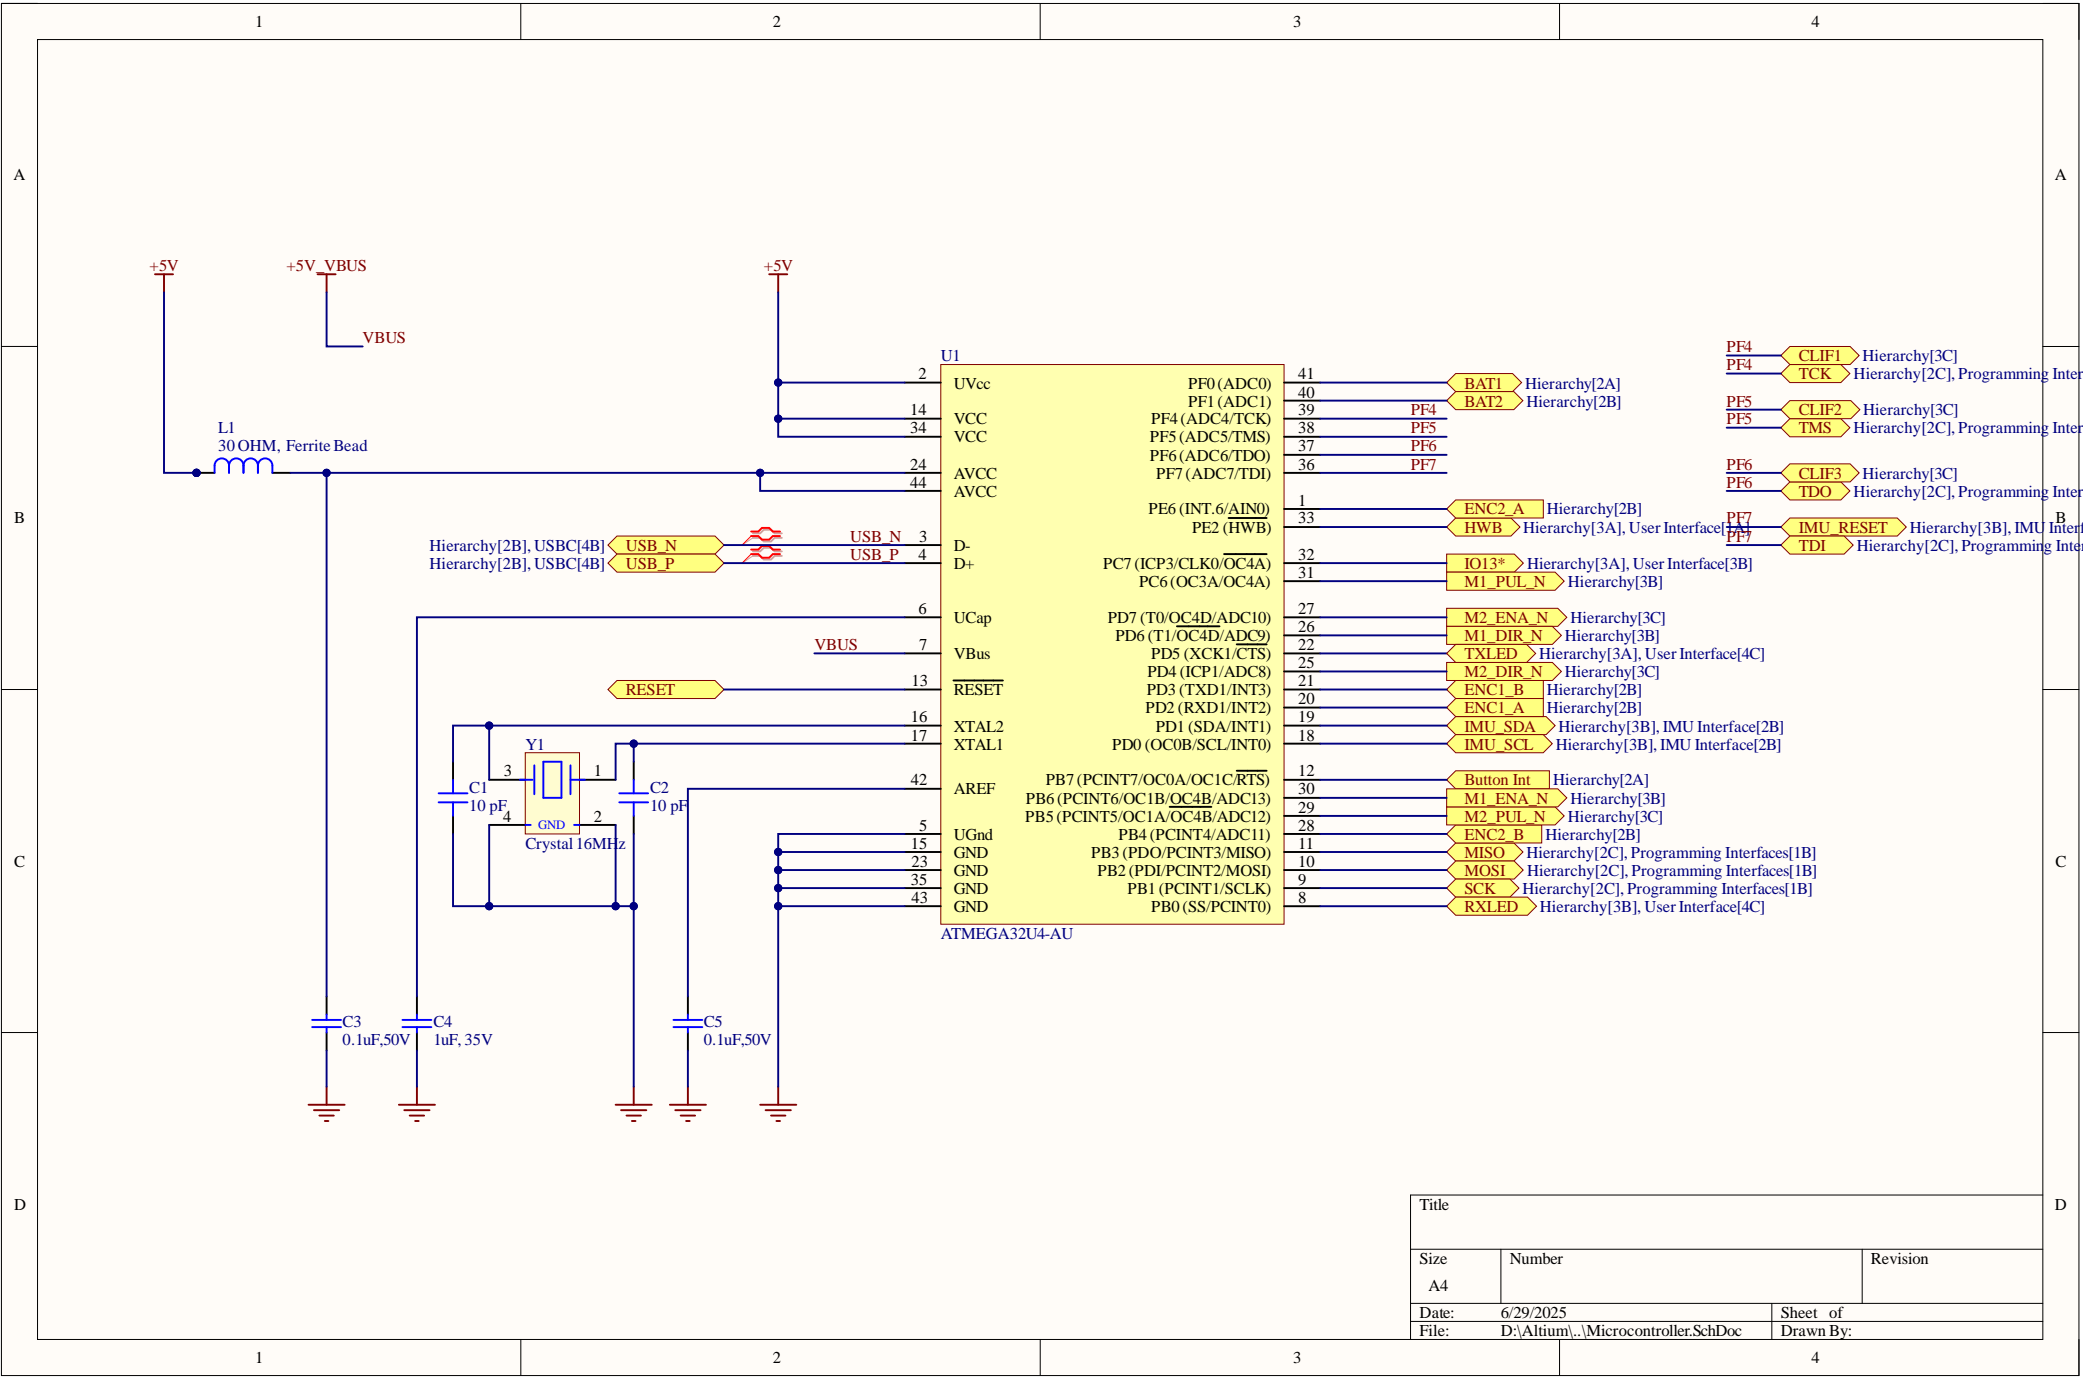 1 2 3 4
A A
+5V +5V_VBUS +5V
VBUS
U1
L1
30 OHM, Ferrite Bead
2 UVcc
14 VCC
34 VCC
24 AVCC
44 AVCC
Hierarchy[2B], USBC[4B] USB_N USB_N 3 D-
Hierarchy[2B], USBC[4B] USB_P USB_P 4 D+
6 UCap
VBUS 7 VBus
RESET 13 RESET
16 XTAL2
17 XTAL1
42 AREF
5 UGnd
15 GND
23 GND
35 GND
43 GND
Y1
3 1
4 GND 2
Crystal 16MHz
C1
10 pF
C2
10 pF
PF0 (ADC0) 41 BAT1 Hierarchy[2A]
PF1 (ADC1) 40 BAT2 Hierarchy[2B]
PF4 (ADC4/TCK) 39 PF4
PF5 (ADC5/TMS) 38 PF5
PF6 (ADC6/TDO) 37 PF6
PF7 (ADC7/TDI) 36 PF7
PE6 (INT.6/AIN0) 1 ENC2_A Hierarchy[2B]
PE2 (HWB) 33 HWB Hierarchy[3A], User Interface[1A]
PC7 (ICP3/CLK0/OC4A) 32 IO13* Hierarchy[3A], User Interface[3B]
PC6 (OC3A/OC4A) 31 M1_PUL_N Hierarchy[3B]
PD7 (T0/OC4D/ADC10) 27 M2_ENA_N Hierarchy[3C]
PD6 (T1/OC4D/ADC9) 26 M1_DIR_N Hierarchy[3B]
PD5 (XCK1/CTS) 22 TXLED Hierarchy[3A], User Interface[4C]
PD4 (ICP1/ADC8) 25 M2_DIR_N Hierarchy[3C]
PD3 (TXD1/INT3) 21 ENC1_B Hierarchy[2B]
PD2 (RXD1/INT2) 20 ENC1_A Hierarchy[2B]
PD1 (SDA/INT1) 19 IMU_SDA Hierarchy[3B], IMU Interface[2B]
PD0 (OC0B/SCL/INT0) 18 IMU_SCL Hierarchy[3B], IMU Interface[2B]
PB7 (PCINT7/OC0A/OC1C/RTS) 12 Button Int Hierarchy[2A]
PB6 (PCINT6/OC1B/OC4B/ADC13) 30 M1_ENA_N Hierarchy[3B]
PB5 (PCINT5/OC1A/OC4B/ADC12) 29 M2_PUL_N Hierarchy[3C]
PB4 (PCINT4/ADC11) 28 ENC2_B Hierarchy[2B]
PB3 (PDO/PCINT3/MISO) 11 MISO Hierarchy[2C], Programming Interfaces[1B]
PB2 (PDI/PCINT2/MOSI) 10 MOSI Hierarchy[2C], Programming Interfaces[1B]
PB1 (PCINT1/SCLK) 9 SCK Hierarchy[2C], Programming Interfaces[1B]
PB0 (SS/PCINT0) 8 RXLED Hierarchy[3B], User Interface[4C]
ATMEGA32U4-AU
PF4 CLIF1 Hierarchy[3C]
PF4 TCK Hierarchy[2C], Programming Inter
PF5 CLIF2 Hierarchy[3C]
PF5 TMS Hierarchy[2C], Programming Inter
PF6 CLIF3 Hierarchy[3C]
PF6 TDO Hierarchy[2C], Programming Inter
PF7 IMU_RESET Hierarchy[3B], IMU Interf
PF7 TDI Hierarchy[2C], Programming Inte
B B
C C
C3
0.1uF,50V
C4
1uF, 35V
C5
0.1uF,50V
D D
Title
Size Number Revision
A4
Date: 6/29/2025 Sheet of
File: D:\Altium\..\Microcontroller.SchDoc Drawn By:
1 2 3 4